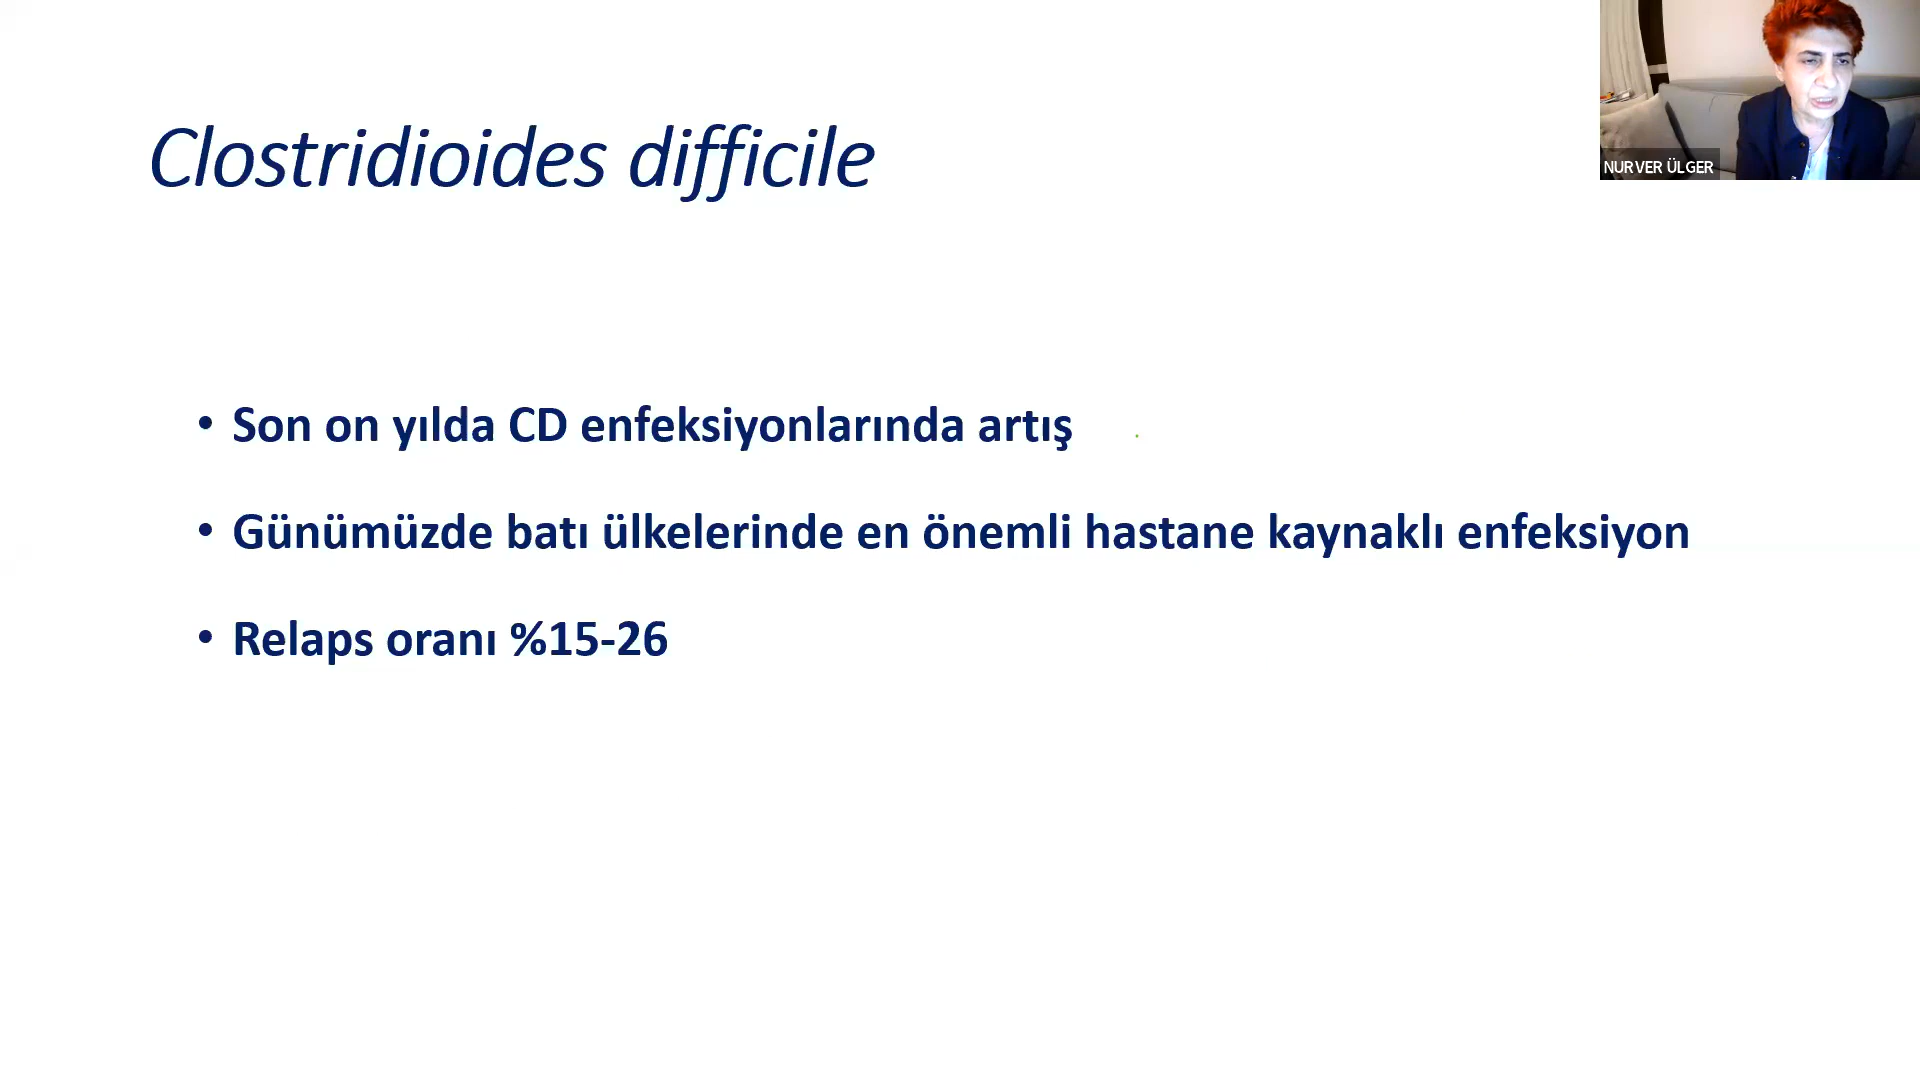 Clostridioides difficile
NURVER ÜLGER
• Son on yılda CD enfeksiyonlarında artış
• Günümüzde batı ülkelerinde en önemli hastane kaynaklı enfeksiyon
• Relaps oranı %15-26